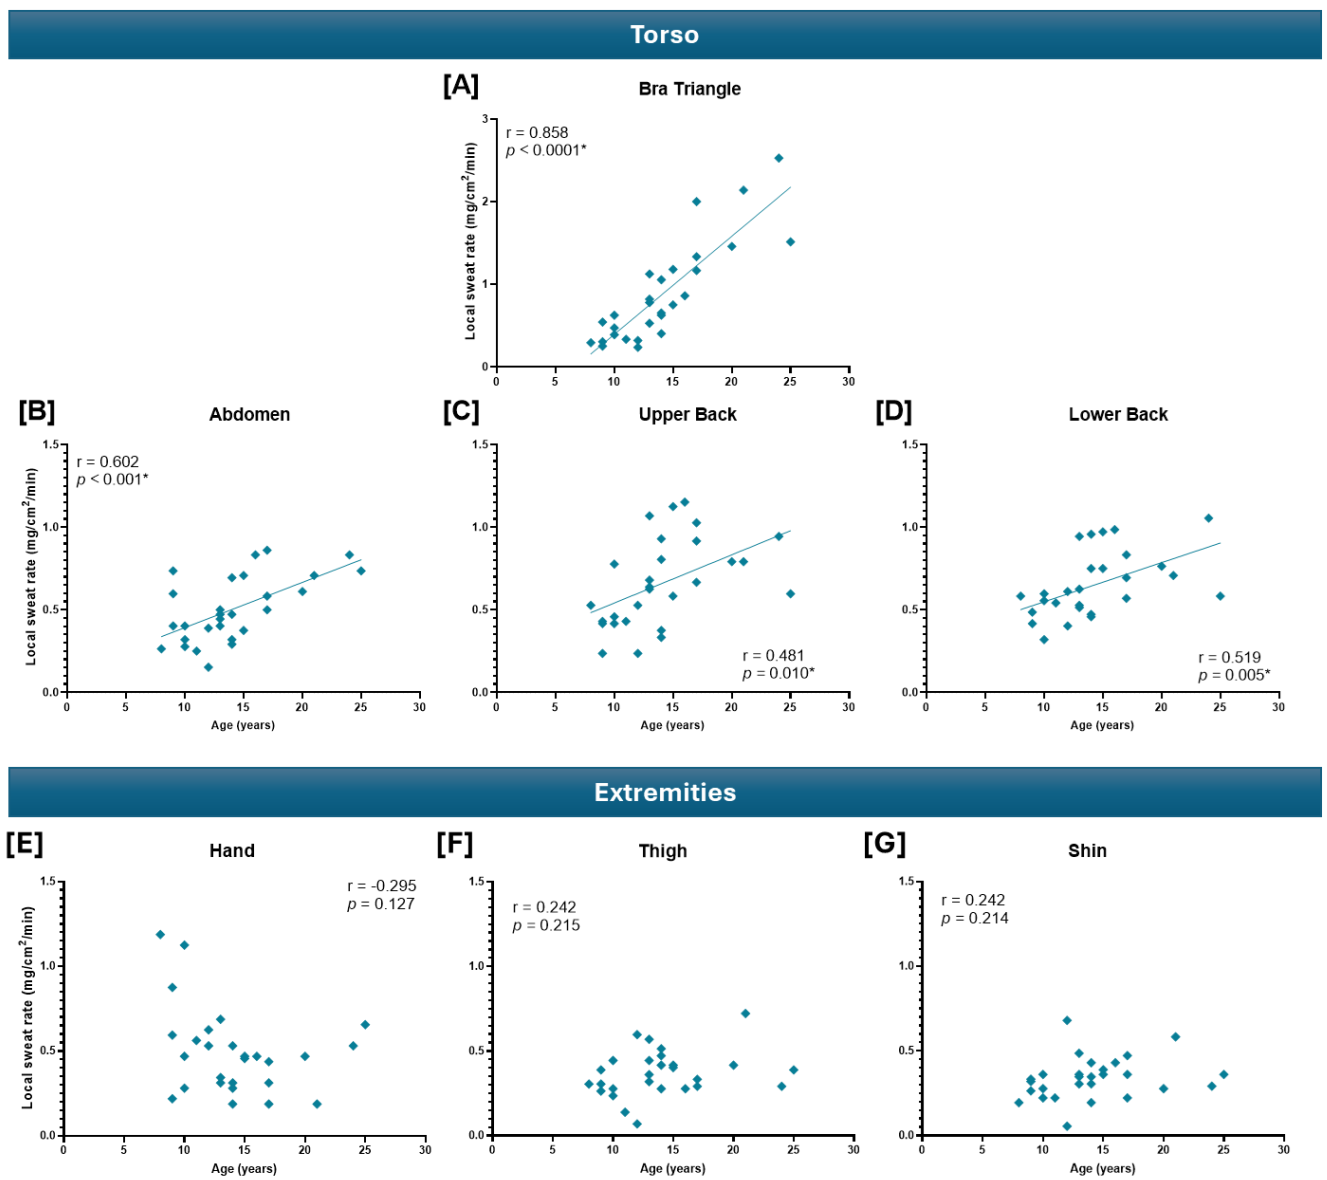 Torso
[A]
Bra Triangle
r = 0.858
p < 0.0001*
Local sweat rate (mg/cm²/min)
3
2
1
0
0 5 10 15 20 25 30
[B]
Abdomen
r = 0.602
p < 0.001*
Local sweat rate (mg/cm²/min)
1.5
1.0
0.5
0.0
0 5 10 15 20 25 30
Age (years)
[C]
Upper Back
1.5
1.0
0.5
0.0
r = 0.481
p = 0.010*
0 5 10 15 20 25 30
Age (years)
[D]
Lower Back
1.5
1.0
0.5
0.0
r = 0.519
p = 0.005*
0 5 10 15 20 25 30
Age (years)
Extremities
[E]
Hand
r = -0.295
p = 0.127
Local sweat rate (mg/cm²/min)
1.5
1.0
0.5
0.0
0 5 10 15 20 25 30
Age (years)
[F]
Thigh
r = 0.242
p = 0.215
1.5
1.0
0.5
0.0
0 5 10 15 20 25 30
Age (years)
[G]
Shin
r = 0.242
p = 0.214
1.5
1.0
0.5
0.0
0 5 10 15 20 25 30
Age (years)